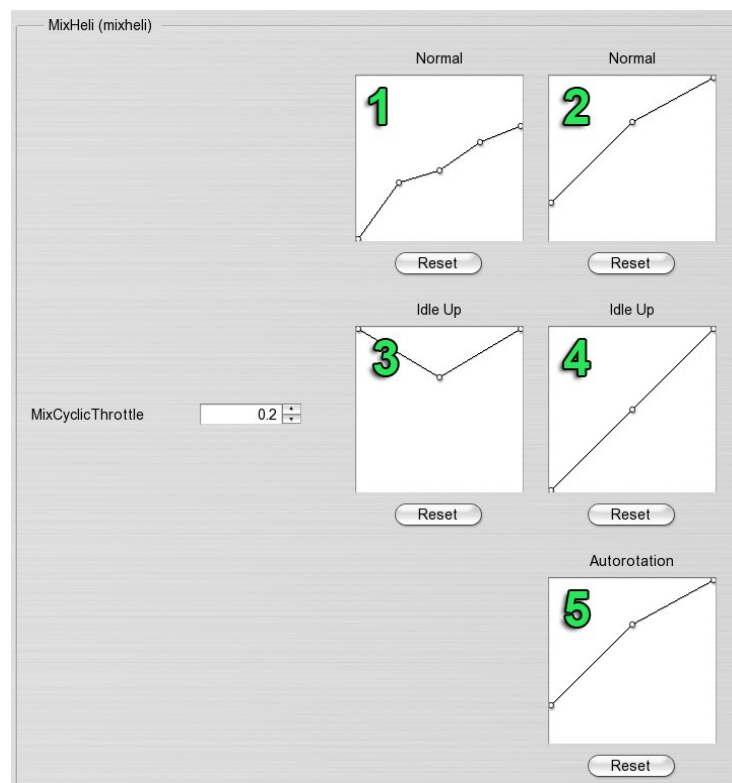 MixHeli (mixheli)
Normal
Normal
1
2
Reset
Reset
Idle Up
Idle Up
3
4
MixCyclicThrottle
0.2
Reset
Reset
Autorotation
5
Reset